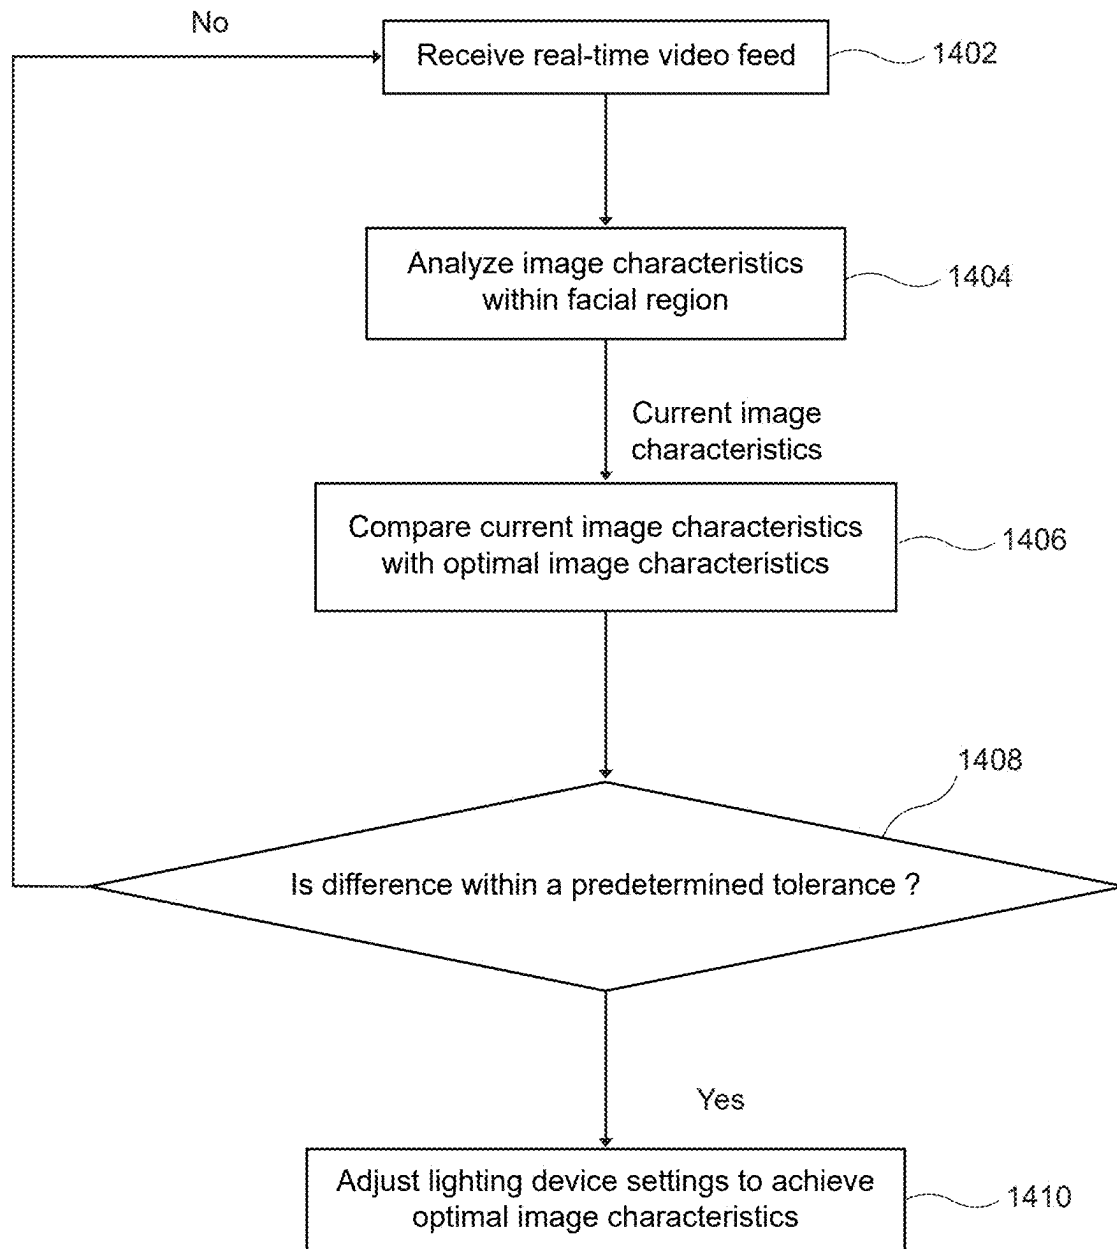 No
Receive real-time video feed
1402
Analyze image characteristics
within facial region
1404
Current image
characteristics
Compare current image characteristics
with optimal image characteristics
1406
1408
Is difference within a predetermined tolerance ?
Yes
Adjust lighting device settings to achieve
optimal image characteristics
1410